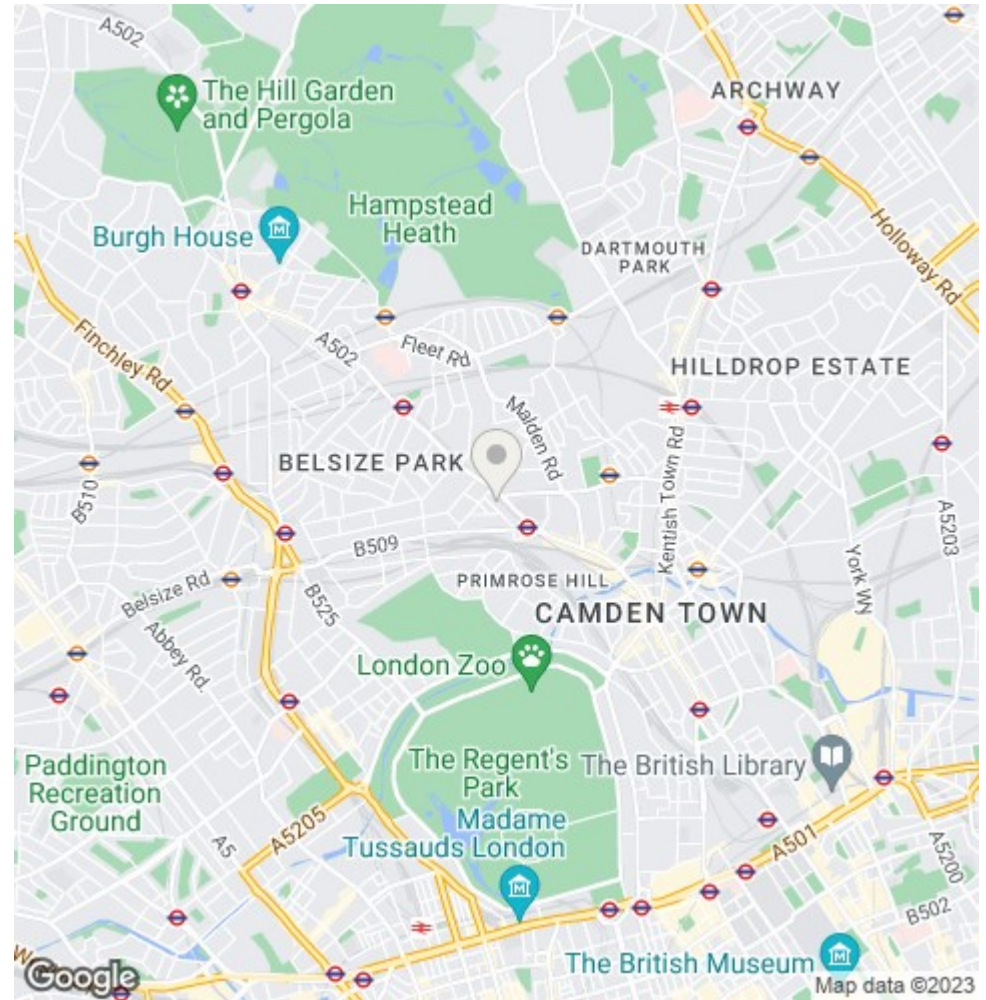 A502
The Hill Garden
and Pergola
ARCHWAY
Hampstead
Heath
Burgh House
DARTMOUTH
PARK
Holloway Rd
Finchley Rd
A502
Fleet Rd
HILLDROP ESTATE
Malden Rd
BELSIZE PARK
Kentish Town Rd
B510
A5203
B509
York Wy
Belsize Rd
B525
PRIMROSE HILL
CAMDEN TOWN
Abbey Rd.
London Zoo
Paddington
Recreation
Ground
The Regent's
Park
The British Library
Madame
Tussauds London
A5205
A5
A501
A5200
B502
The British Museum
Google
Map data ©2023